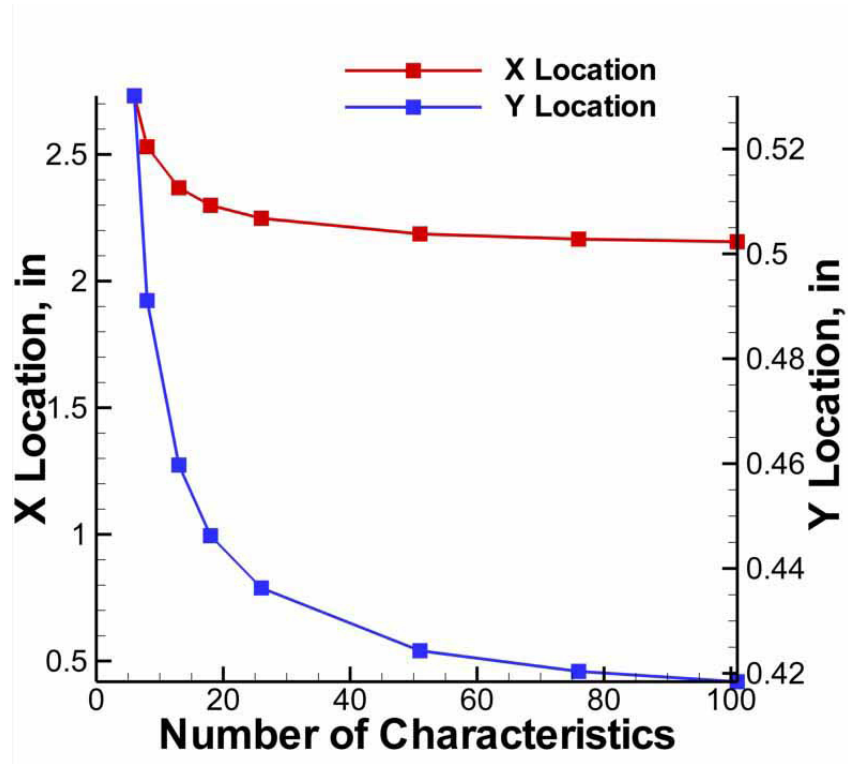 X Location
Y Location
2.5
2
1.5
1
0.5
X Location, in
0.52
0.5
0.48
0.46
0.44
0.42
Y Location, in
0 20 40 60 80 100
Number of Characteristics